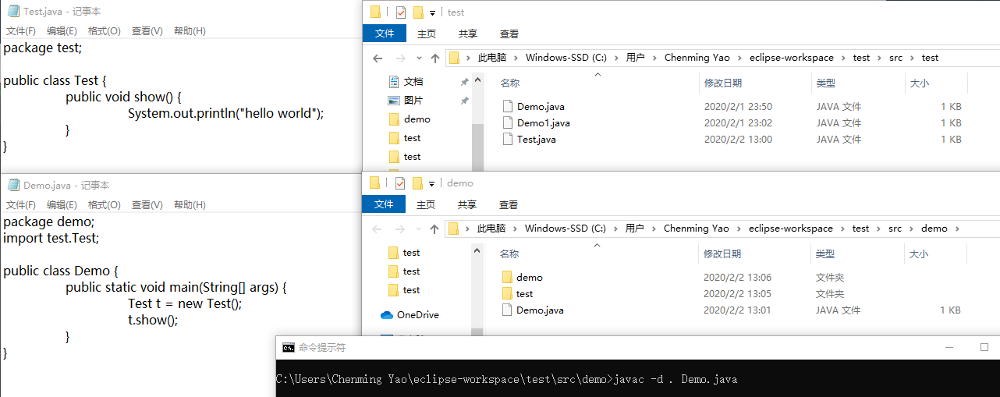 Test.java - 记事本
文件(F) 编辑(E) 格式(O) 查看(V) 帮助(H)
package test;
public class Test {
public void show() {
System.out.println("hello world");
}
}
test
文件 主页 共享 查看
此电脑 Windows-SSD (C:) 用户 Chenming Yao eclipse-workspace test src test
文档
图片
demo
test
test
名称 修改日期 类型 大小
Demo.java 2020/2/1 23:50 JAVA 文件 1 KB
Demo1.java 2020/2/1 23:02 JAVA 文件 1 KB
Test.java 2020/2/2 13:00 JAVA 文件 1 KB
Demo.java - 记事本
文件(F) 编辑(E) 格式(O) 查看(V) 帮助(H)
package demo;
import test.Test;
public class Demo {
public static void main(String[] args) {
Test t = new Test();
t.show();
}
}
demo
文件 主页 共享 查看
此电脑 Windows-SSD (C:) 用户 Chenming Yao eclipse-workspace test src demo
test
test
test
OneDrive
名称 修改日期 类型 大小
demo 2020/2/2 13:06 文件夹
test 2020/2/2 13:05 文件夹
Demo.java 2020/2/2 13:01 JAVA 文件 1 KB
命令提示符
C:\Users\Chenming Yao\eclipse-workspace\test\src\demo>javac -d . Demo.java